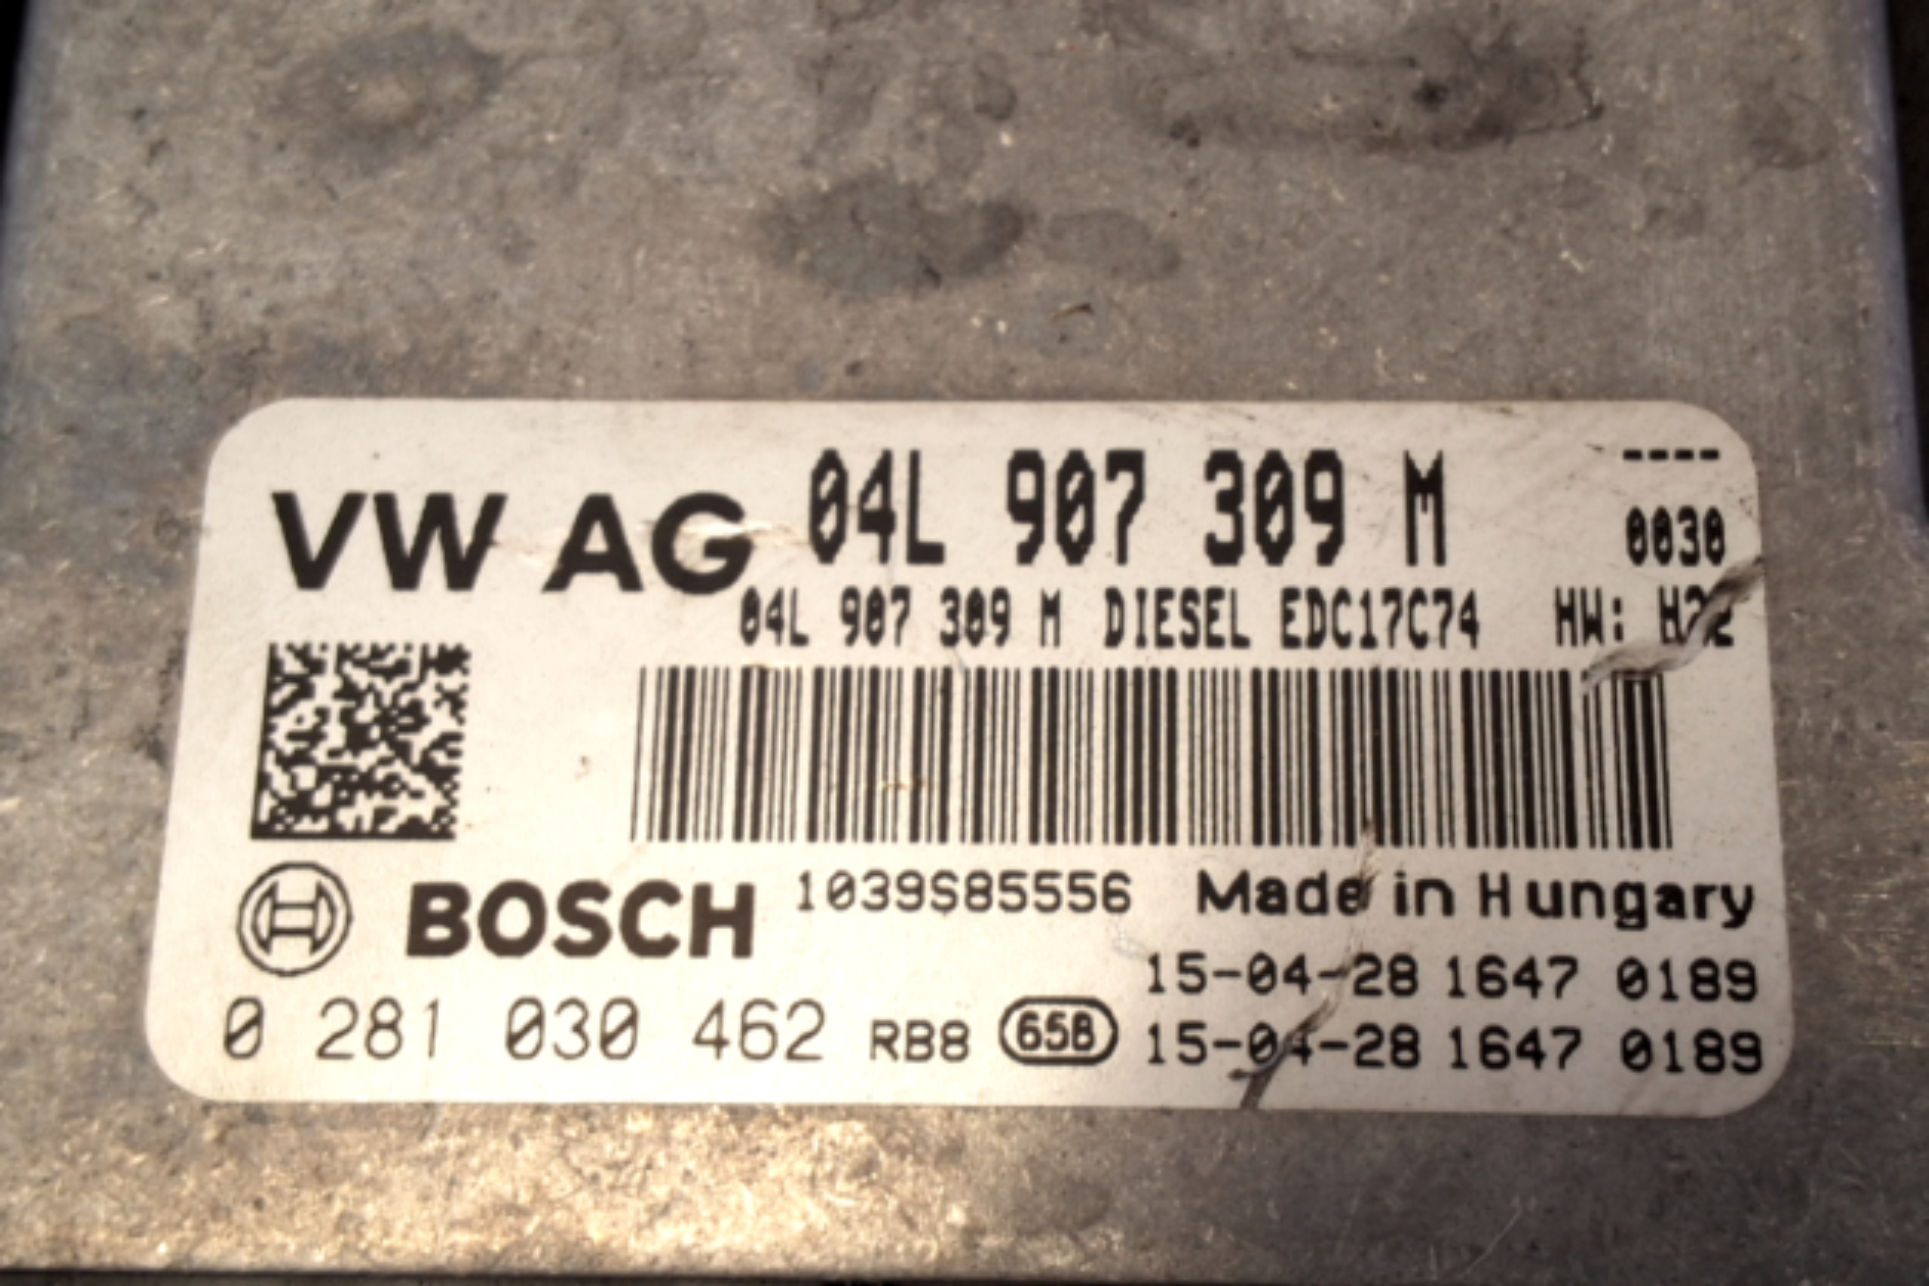 VW AG 04L 907 309 M ----
0030
04L 907 309 M DIESEL EDC17C74 HW:
BOSCH 1039S85556 Made in Hungary
15-04-28 1647 0189
0 281 030 462 RB8 65B 15-04-28 1647 0189